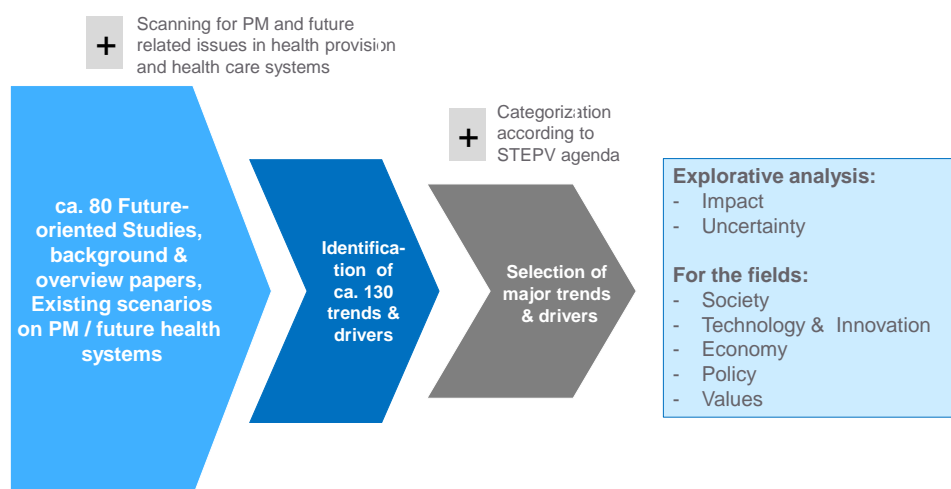 +
Scanning for PM and future
related issues in health provision
and health care systems
+
Categorization
according to
STEPV agenda
ca. 80 Future-
oriented Studies,
background &
overview papers,
Existing scenarios
on PM / future health
systems
Identifica-
tion of
ca. 130
trends &
drivers
Selection of
major trends
& drivers
Explorative analysis:
- Impact
- Uncertainty
For the fields:
- Society
- Technology & Innovation
- Economy
- Policy
- Values